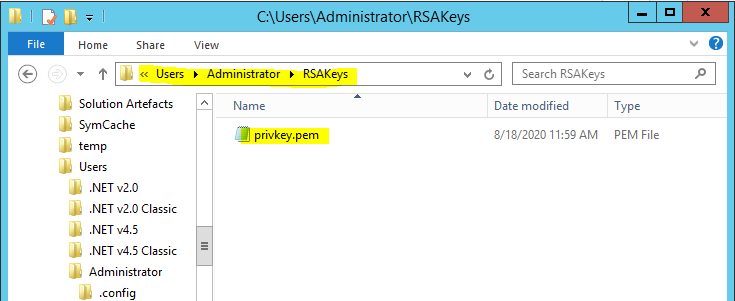 C:\Users\Administrator\RSAKeys
File Home Share View
« Users Administrator RSAKeys
Search RSAKeys
Solution Artefacts
SymCache
temp
Users
.NET v2.0
.NET v2.0 Classic
.NET v4.5
.NET v4.5 Classic
Administrator
.config
Name Date modified Type
privkey.pem 8/18/2020 11:59 AM PEM File